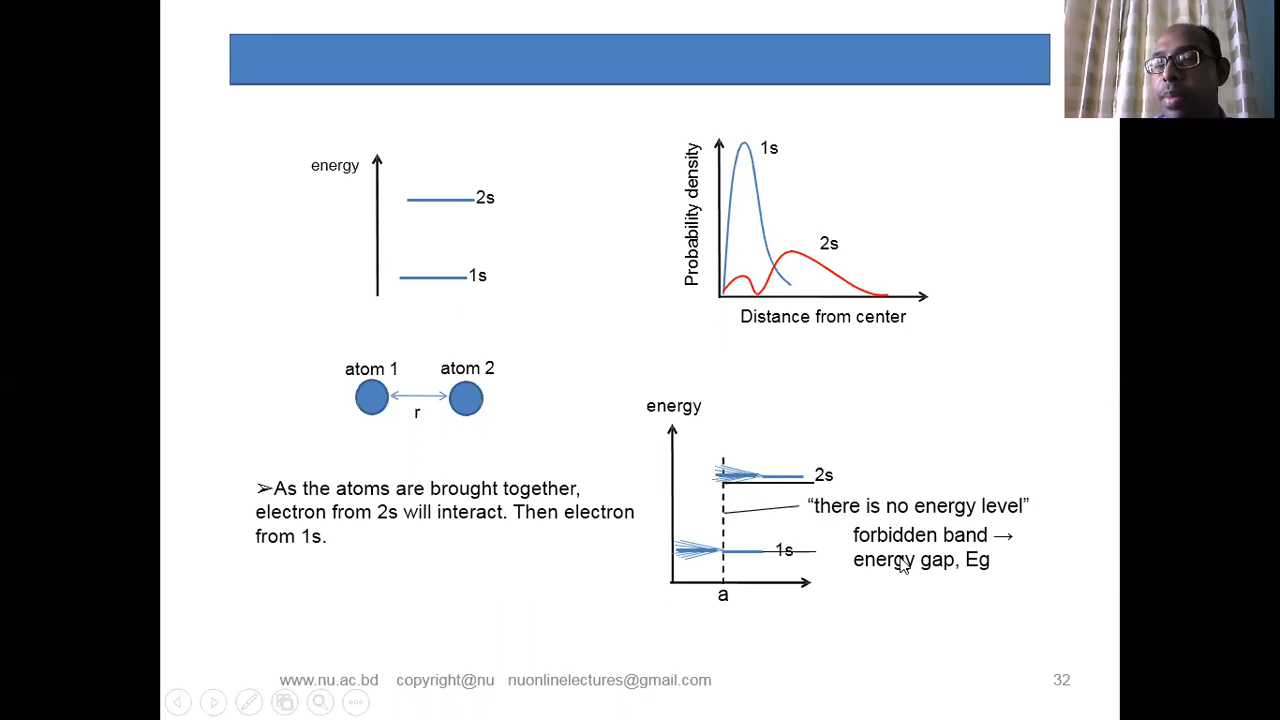 energy
2s
1s
Probability density
1s
2s
Distance from center
atom 1 atom 2
r
➢As the atoms are brought together,
electron from 2s will interact. Then electron
from 1s.
energy
2s
“there is no energy level”
forbidden band →
energy gap, Eg
1s
a
www.nu.ac.bd copyright@nu nuonlinelectures@gmail.com
32